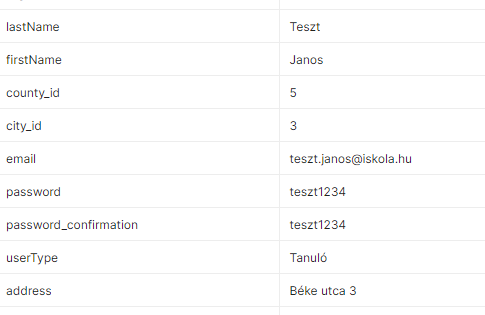 lastName Teszt
firstName Janos
county_id 5
city_id 3
email teszt.janos@iskola.hu
password teszt1234
password_confirmation teszt1234
userType Tanuló
address Béke utca 3